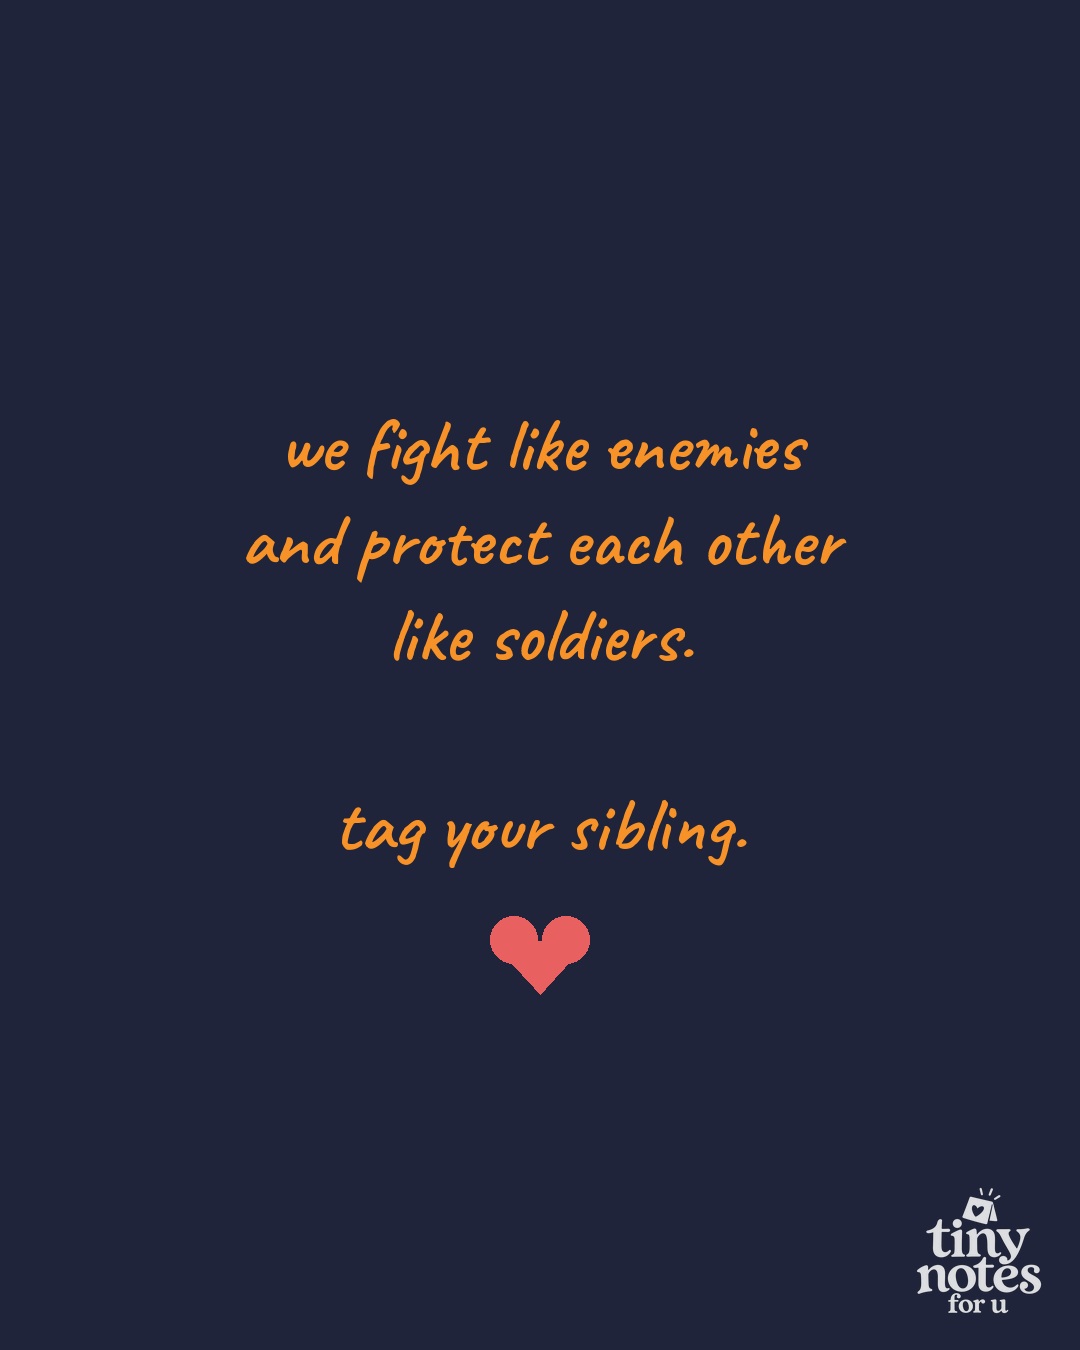 we fight like enemies
and protect each other
like soldiers.
tag your sibling.
tiny
notes
for u